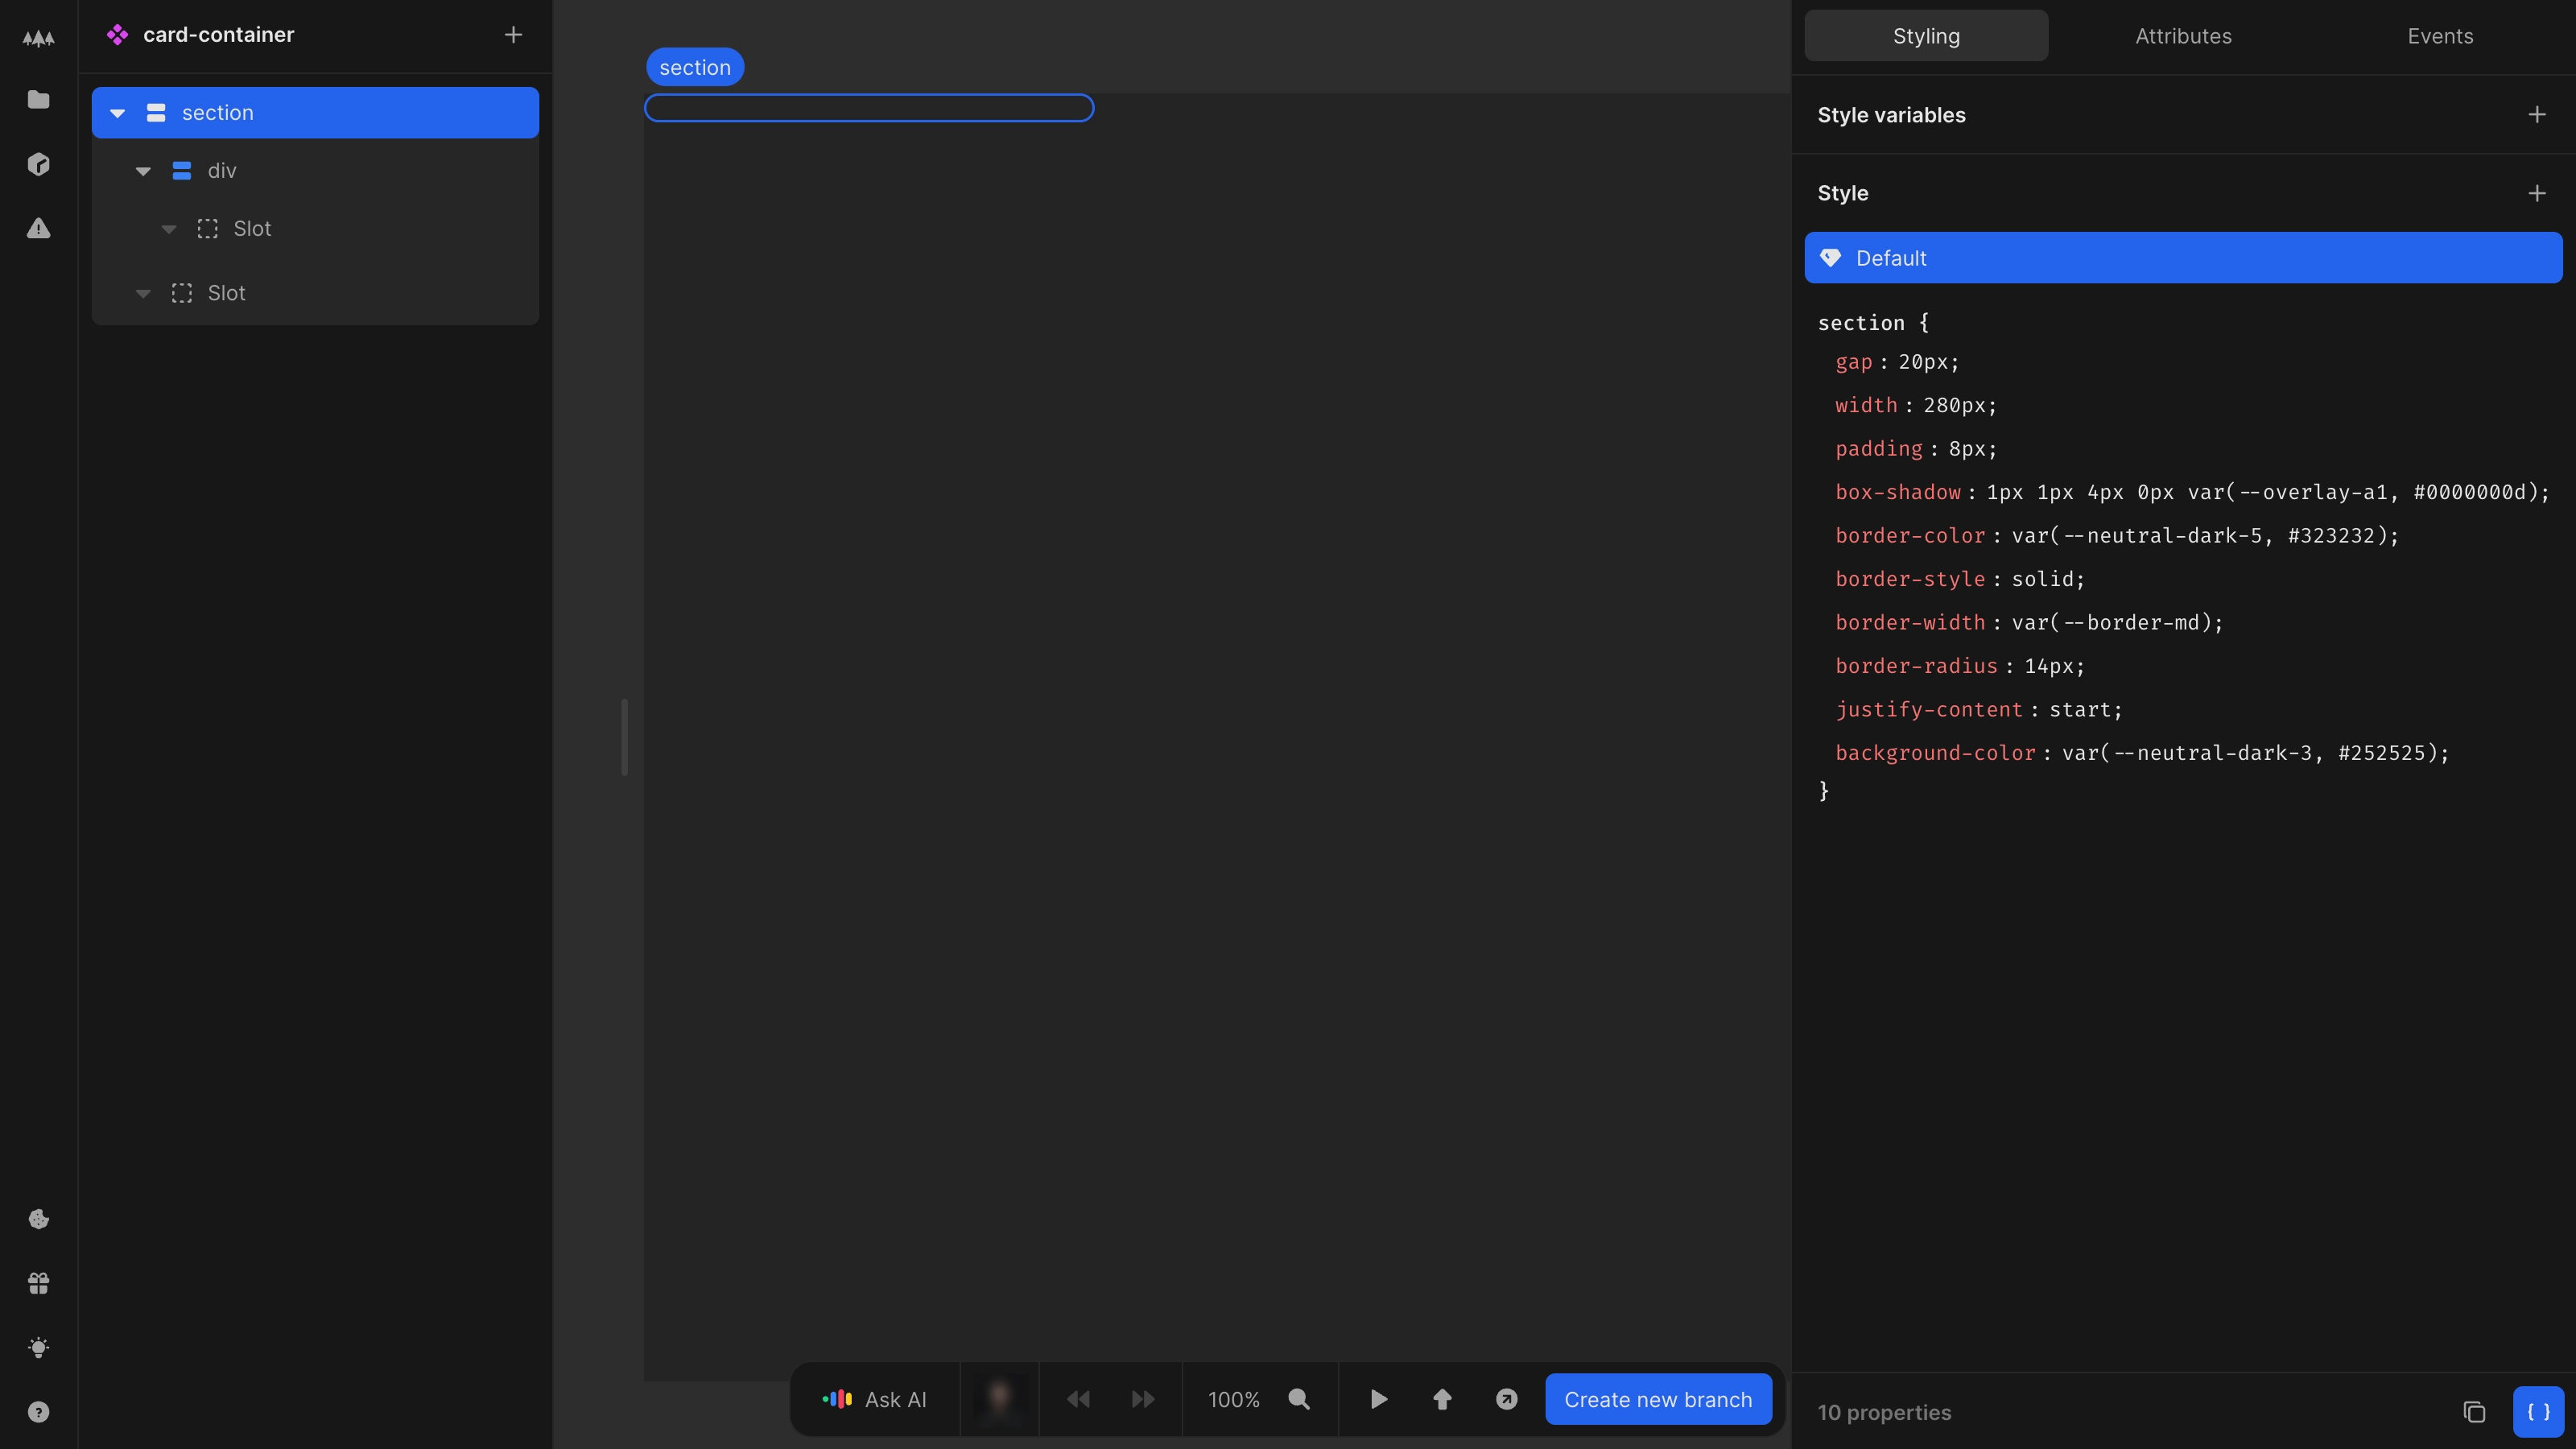 card-container
section
div
Slot
Slot
section
Ask AI
100%
Create new branch
Styling
Attributes
Events
Style variables
Style
Default
section {
gap : 20px;
width : 280px;
padding : 8px;
box-shadow : 1px 1px 4px 0px var(--overlay-a1, #0000000d);
border-color : var(--neutral-dark-5, #323232);
border-style : solid;
border-width : var(--border-md);
border-radius : 14px;
justify-content : start;
background-color : var(--neutral-dark-3, #252525);
}
10 properties
{ }